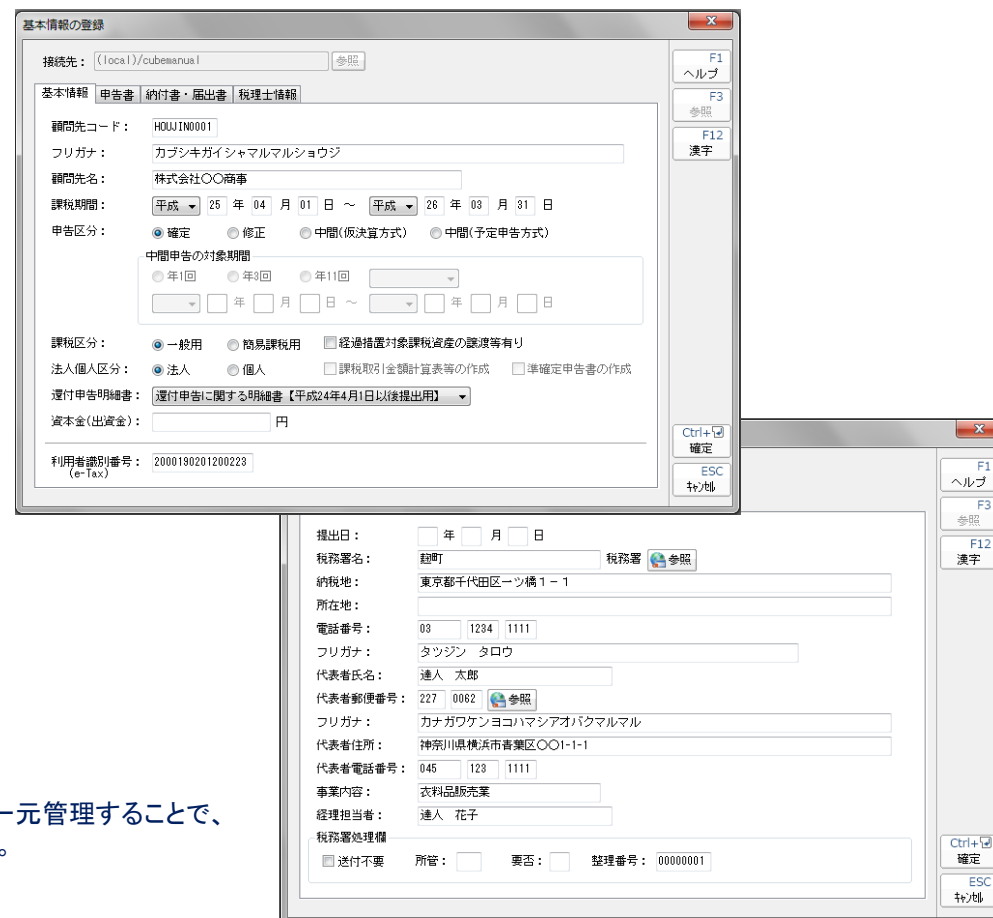 基本情報の登録
接続先： (local)/cubemanual 参照
基本情報 申告書 納付書・届出書 税理士情報
顧問先コード： HOUJIN0001
フリガナ： カブシキガイシャマルマルショウジ
顧問先名： 株式会社〇〇商事
課税期間： 平成 25 年 04 月 01 日 ～ 平成 26 年 03 月 31 日
申告区分： 確定 修正 中間(仮決算方式) 中間(予定申告方式)
中間申告の対象期間
年1回 年3回 年11回
年 月 日 ～ 年 月 日
課税区分： 一般用 簡易課税用 経過措置対象課税資産の譲渡等有り
法人個人区分： 法人 個人 課税取引金額計算表等の作成 準確定申告書の作成
還付申告明細書： 還付申告に関する明細書【平成24年4月1日以後提出用】
資本金(出資金)： 円
利用者識別番号： 2000190201200223
(e-Tax)
F1
ヘルプ
F3
参照
F12
漢字
Ctrl+
確定
ESC
ｷｬﾝｾﾙ
提出日： 年 月 日
税務署名： 麹町 税務署 参照
納税地： 東京都千代田区一ツ橋１－１
所在地：
電話番号： 03 1234 1111
フリガナ： タツジン タロウ
代表者氏名： 達人 太郎
代表者郵便番号： 227 0062 参照
フリガナ： カナガワケンヨコハマシアオバクマルマル
代表者住所： 神奈川県横浜市青葉区〇〇1-1-1
代表者電話番号： 045 123 1111
事業内容： 衣料品販売業
経理担当者： 達人 花子
税務署処理欄
送付不要 所管： 要否： 整理番号： 00000001
F1
ヘルプ
F3
参照
F12
漢字
Ctrl+
確定
ESC
ｷｬﾝｾﾙ
一元管理することで、
。